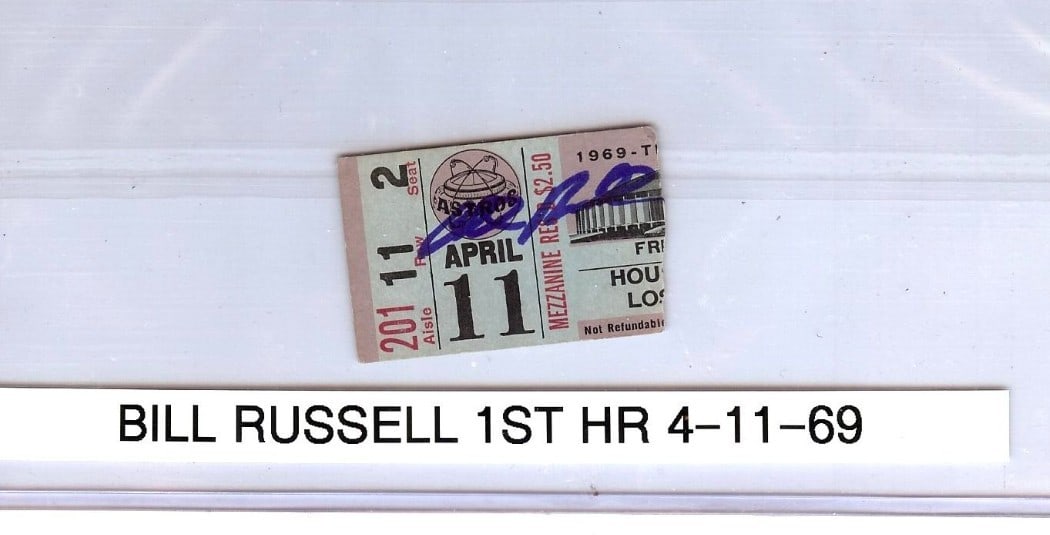 2
Seat
11
Row
201
Aisle
ASTROS
APRIL
11
MEZZANINE RES'D $2.50
1969-T
FRI
HOU
LOS
Not Refundable
BILL RUSSELL 1ST HR 4-11-69